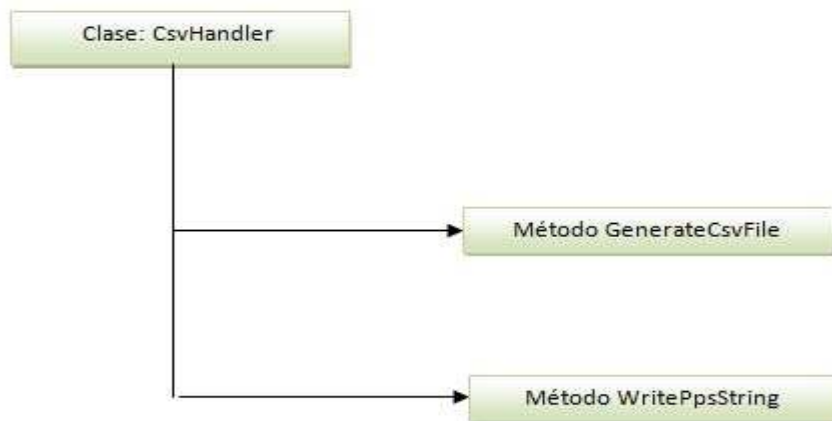 Clase: CsvHandler
Método GenerateCsvFile
Método WritePpsString